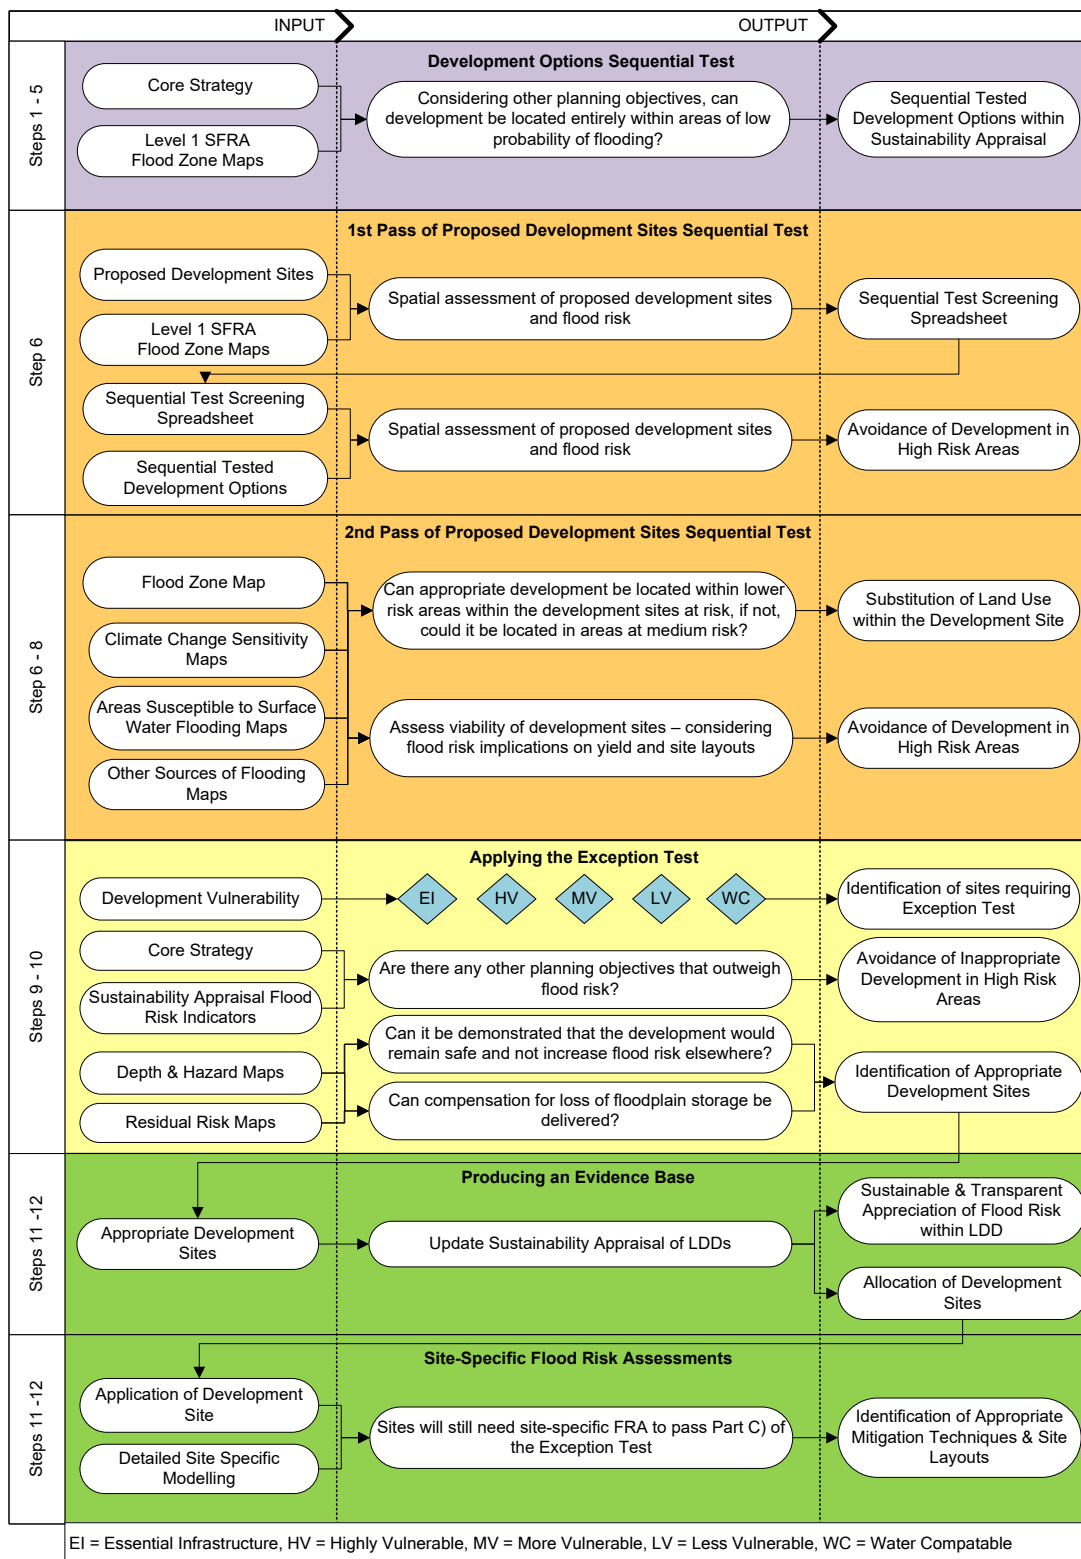 INPUT
OUTPUT
Steps 1 - 5
Development Options Sequential Test
Core Strategy
Level 1 SFRA
Flood Zone Maps
Considering other planning objectives, can
development be located entirely within areas of low
probability of flooding?
Sequential Tested
Development Options within
Sustainability Appraisal
Step 6
1st Pass of Proposed Development Sites Sequential Test
Proposed Development Sites
Level 1 SFRA
Flood Zone Maps
Spatial assessment of proposed development sites
and flood risk
Sequential Test Screening
Spreadsheet
Sequential Test Screening
Spreadsheet
Sequential Tested
Development Options
Spatial assessment of proposed development sites
and flood risk
Avoidance of Development in
High Risk Areas
Step 6 - 8
2nd Pass of Proposed Development Sites Sequential Test
Flood Zone Map
Climate Change Sensitivity
Maps
Areas Susceptible to Surface
Water Flooding Maps
Other Sources of Flooding
Maps
Can appropriate development be located within lower
risk areas within the development sites at risk, if not,
could it be located in areas at medium risk?
Substitution of Land Use
within the Development Site
Assess viability of development sites – considering
flood risk implications on yield and site layouts
Avoidance of Development in
High Risk Areas
Steps 9 - 10
Applying the Exception Test
Development Vulnerability
EI
HV
MV
LV
WC
Identification of sites requiring
Exception Test
Core Strategy
Sustainability Appraisal Flood
Risk Indicators
Are there any other planning objectives that outweigh
flood risk?
Avoidance of Inappropriate
Development in High Risk
Areas
Depth & Hazard Maps
Residual Risk Maps
Can it be demonstrated that the development would
remain safe and not increase flood risk elsewhere?
Can compensation for loss of floodplain storage be
delivered?
Identification of Appropriate
Development Sites
Steps 11 -12
Producing an Evidence Base
Appropriate Development
Sites
Update Sustainability Appraisal of LDDs
Sustainable & Transparent
Appreciation of Flood Risk
within LDD
Allocation of Development
Sites
Steps 11 -12
Site-Specific Flood Risk Assessments
Application of Development
Site
Detailed Site Specific
Modelling
Sites will still need site-specific FRA to pass Part C) of
the Exception Test
Identification of Appropriate
Mitigation Techniques & Site
Layouts
EI = Essential Infrastructure, HV = Highly Vulnerable, MV = More Vulnerable, LV = Less Vulnerable, WC = Water Compatable